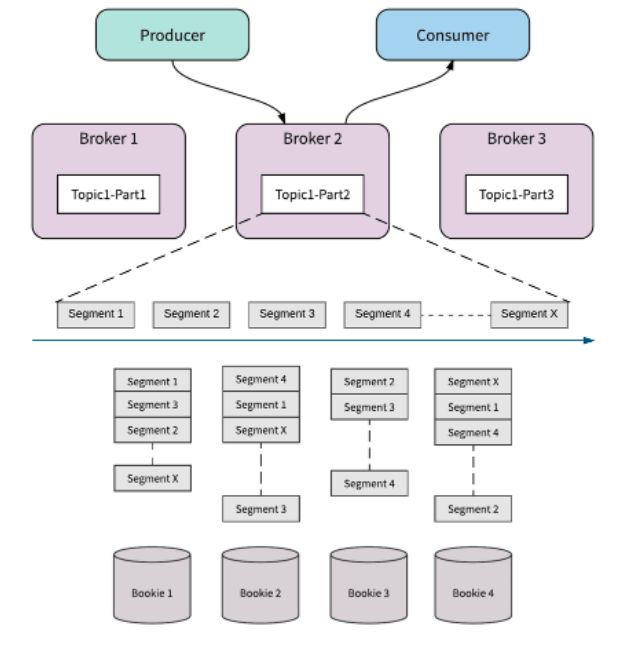 Producer
Consumer
Broker 1
Broker 2
Broker 3
Topic1-Part1
Topic1-Part2
Topic1-Part3
Segment 1
Segment 2
Segment 3
Segment 4
Segment X
Segment 1
Segment 3
Segment 2
Segment X
Segment 4
Segment 1
Segment X
Segment 3
Segment 2
Segment 3
Segment 4
Segment X
Segment 1
Segment 4
Segment 2
Bookie 1
Bookie 2
Bookie 3
Bookie 4